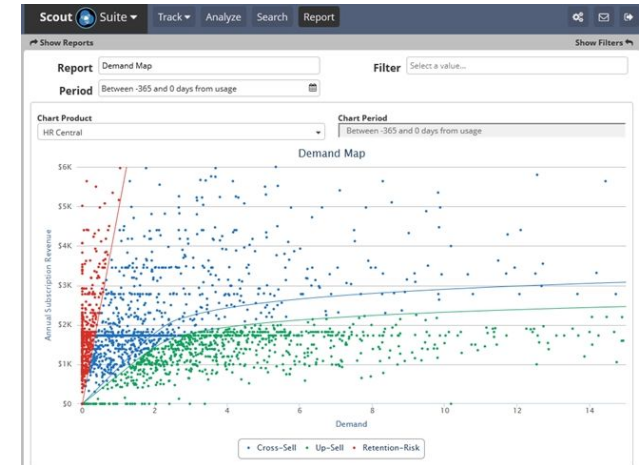 Scout Suite Track Analyze Search Report
Show Reports Show Filters
Report Demand Map Filter Select a value...
Period Between -365 and 0 days from usage
Chart Product Chart Period
HR Central Between -365 and 0 days from usage
Demand Map
$6K
$5K
$4K
$3K
$2K
$1K
$0
Annual Subscription Revenue
0 2 4 6 8 10 12 14
Demand
Cross-Sell Up-Sell Retention-Risk